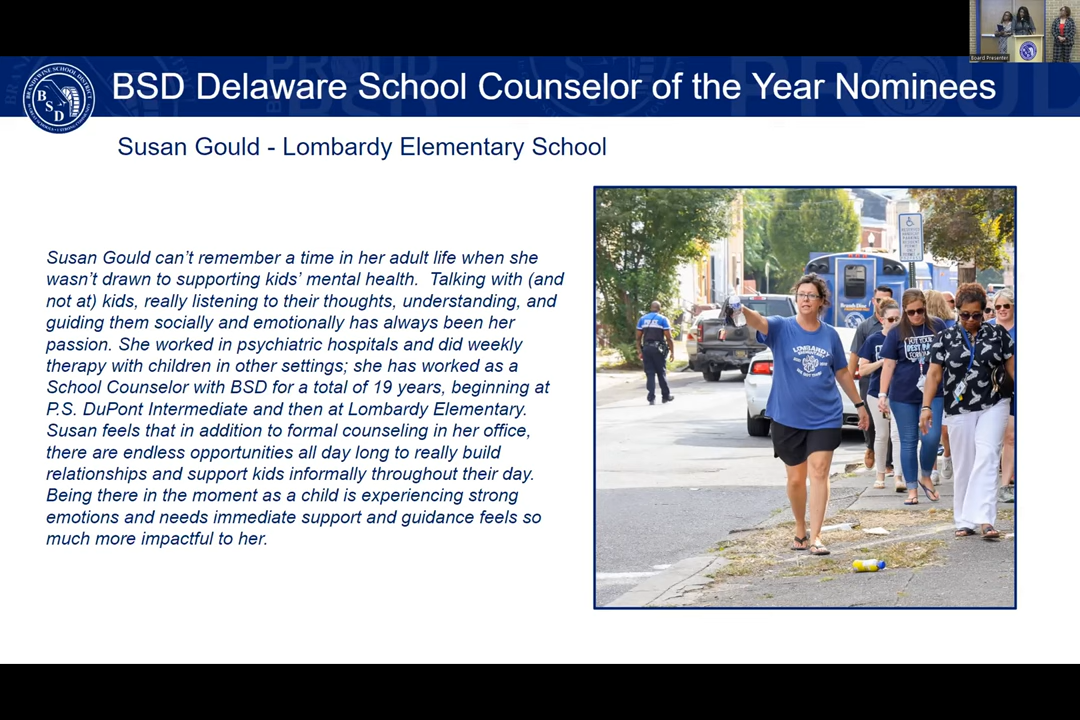 Board Presenter
BSD Delaware School Counselor of the Year Nominees
BSD
Susan Gould - Lombardy Elementary School
Susan Gould can't remember a time in her adult life when she
wasn't drawn to supporting kids' mental health.  Talking with (and
not at) kids, really listening to their thoughts, understanding, and
guiding them socially and emotionally has always been her
passion. She worked in psychiatric hospitals and did weekly
therapy with children in other settings; she has worked as a
School Counselor with BSD for a total of 19 years, beginning at
P.S. DuPont Intermediate and then at Lombardy Elementary.
Susan feels that in addition to formal counseling in her office,
there are endless opportunities all day long to really build
relationships and support kids informally throughout their day.
Being there in the moment as a child is experiencing strong
emotions and needs immediate support and guidance feels so
much more impactful to her.
LOMBARDY